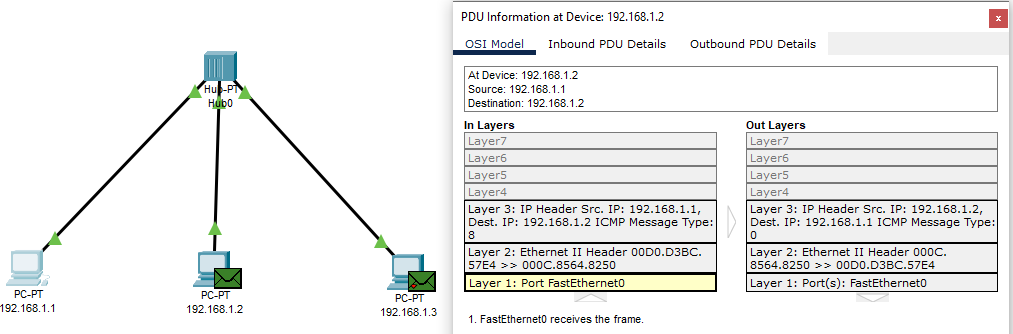 Hub-PT
Hub0
PC-PT
192.168.1.1
PC-PT
192.168.1.2
PC-PT
192.168.1.3
PDU Information at Device: 192.168.1.2
x
OSI Model Inbound PDU Details Outbound PDU Details
At Device: 192.168.1.2
Source: 192.168.1.1
Destination: 192.168.1.2
In Layers
Layer7
Layer6
Layer5
Layer4
Layer 3: IP Header Src. IP: 192.168.1.1,
Dest. IP: 192.168.1.2 ICMP Message Type:
8
Layer 2: Ethernet II Header 00D0.D3BC.
57E4 >> 000C.8564.8250
Layer 1: Port FastEthernet0
Out Layers
Layer7
Layer6
Layer5
Layer4
Layer 3: IP Header Src. IP: 192.168.1.2,
Dest. IP: 192.168.1.1 ICMP Message Type:
0
Layer 2: Ethernet II Header 000C.
8564.8250 >> 00D0.D3BC.57E4
Layer 1: Port(s): FastEthernet0
1. FastEthernet0 receives the frame.